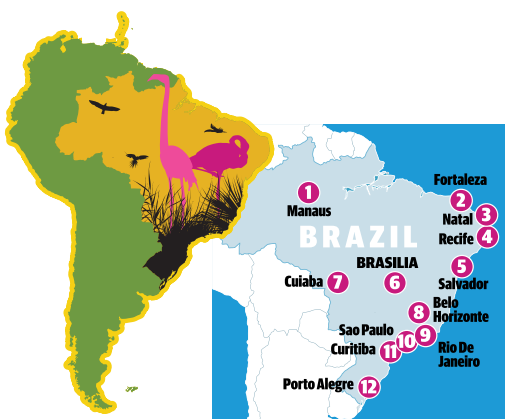 Fortaleza
2
1
Natal 3
Manaus
Recife 4
BRAZIL
BRASILIA
5
Cuiaba 7
6
Salvador
Belo
8
Horizonte
Sao Paulo
9
10
Rio De
Curitiba 11
Janeiro
Porto Alegre 12